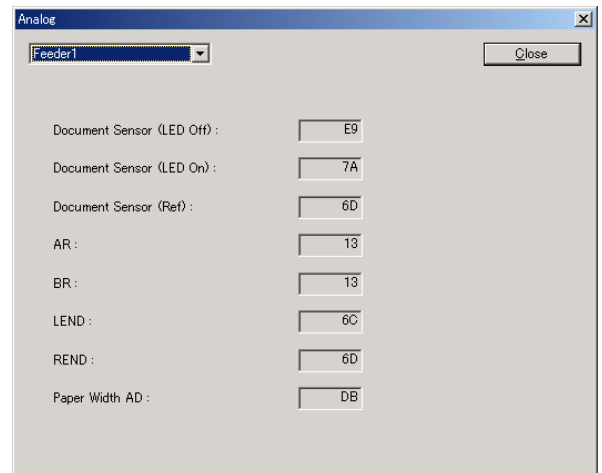 Analog
Feeder1
Close
Document Sensor (LED Off) : E9
Document Sensor (LED On) : 7A
Document Sensor (Ref) : 6D
AR : 13
BR : 13
LEND : 6C
REND : 6D
Paper Width AD : DB